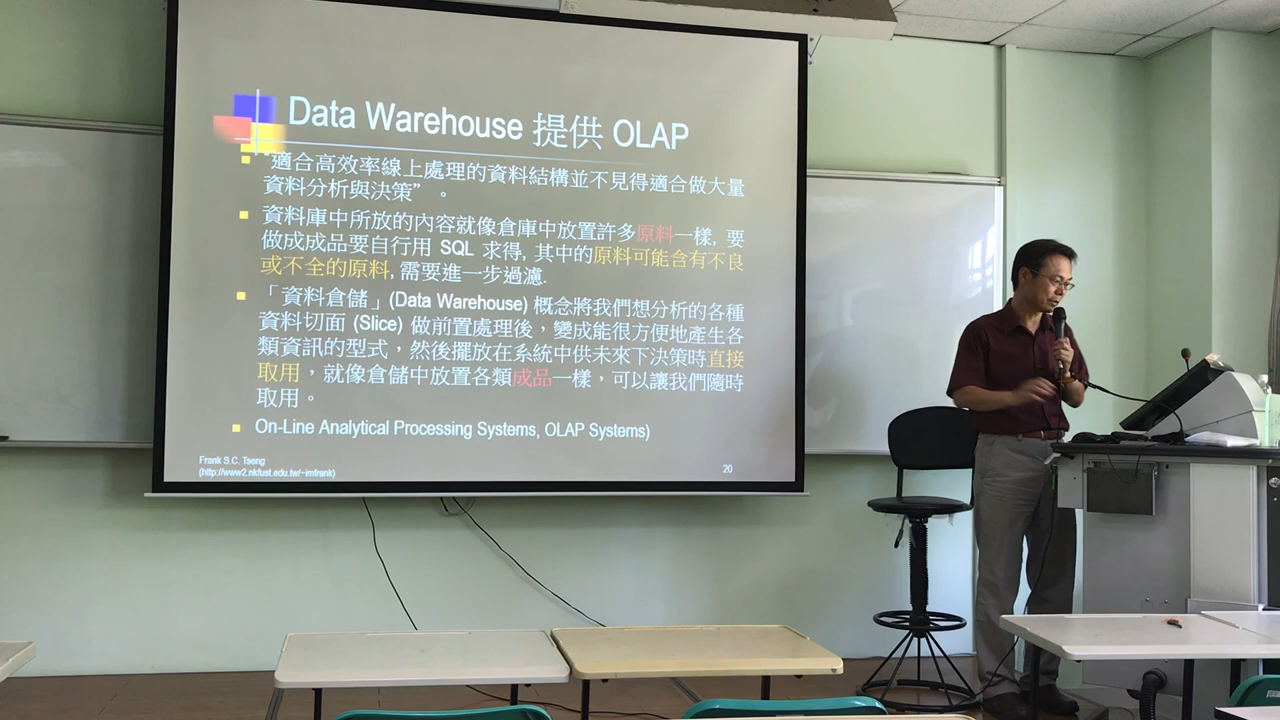 Data Warehouse 提供 OLAP
“適合高效率線上處理的資料結構並不見得適合做大量
資料分析與決策”。
資料庫中所放的內容就像倉庫中放置許多原料一樣, 要
做成成品要自行用 SQL 求得, 其中的原料可能含有不良
或不全的原料, 需要進一步過濾.
「資料倉儲」(Data Warehouse) 概念將我們想分析的各種
資料切面 (Slice) 做前置處理後，變成能很方便地產生各
類資訊的型式，然後擺放在系統中供未來下決策時直接
取用，就像倉儲中放置各類成品一樣，可以讓我們隨時
取用。
On-Line Analytical Processing Systems, OLAP Systems)
Frank S.C. Tseng
(http://www2.nkfust.edu.tw/~imfrank)
20